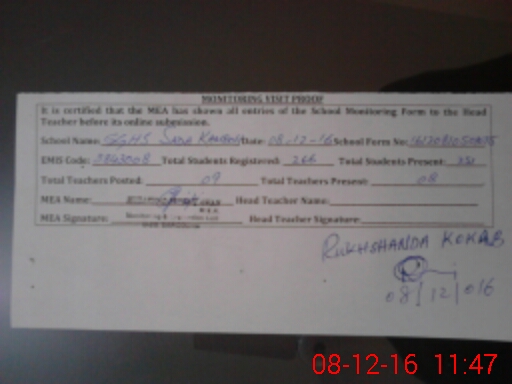 MONITORING VISIT PROOF
It is certified that the MEA has shown all entries of the School Monitoring Form to the Head
Teacher before its online submission.
School Name: GGHS Date: 08-12-16 School Form No:
EMIS Code: Total Students Registered: 266 Total Students Present:
Total Teachers Posted: 09 Total Teachers Present: 08
MEA Name: Head Teacher Name:
MEA Signature: Head Teacher Signature:
RUKHSHANDA KOKAB
08/12/016
08-12-16 11:47